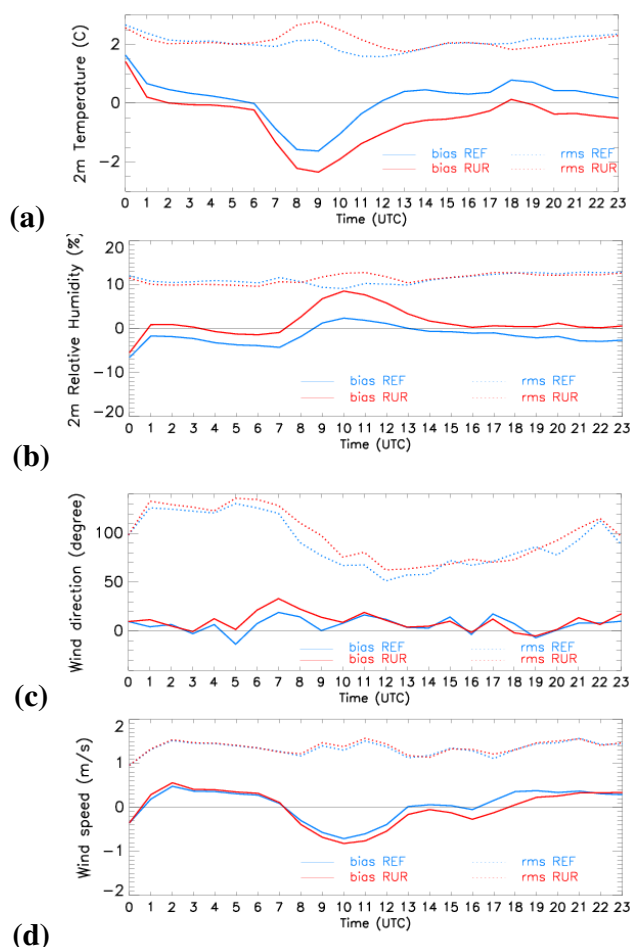 2m Temperature (C)
2
0
−2
bias REF
rms REF
bias RUR
rms RUR
0 1 2 3 4 5 6 7 8 9 10 11 12 13 14 15 16 17 18 19 20 21 22 23
Time (UTC)
(a)
2m Relative Humidity (%)
20
10
0
−10
−20
bias REF
rms REF
bias RUR
rms RUR
0 1 2 3 4 5 6 7 8 9 10 11 12 13 14 15 16 17 18 19 20 21 22 23
Time (UTC)
(b)
Wind direction (degree)
100
50
0
bias REF
rms REF
bias RUR
rms RUR
0 1 2 3 4 5 6 7 8 9 10 11 12 13 14 15 16 17 18 19 20 21 22 23
Time (UTC)
(c)
Wind speed (m/s)
2
1
0
−1
−2
bias REF
rms REF
bias RUR
rms RUR
0 1 2 3 4 5 6 7 8 9 10 11 12 13 14 15 16 17 18 19 20 21 22 23
Time (UTC)
(d)